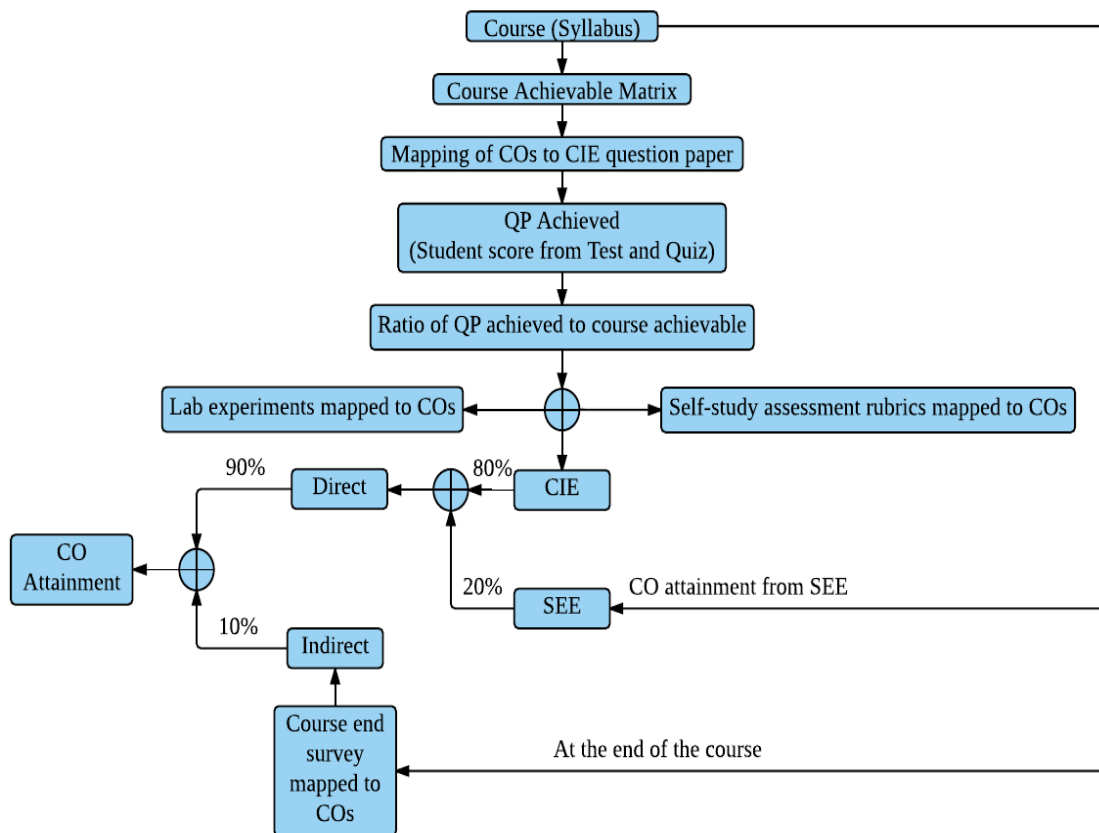 Course (Syllabus)
Course Achievable Matrix
Mapping of COs to CIE question paper
QP Achieved
(Student score from Test and Quiz)
Ratio of QP achieved to course achievable
Lab experiments mapped to COs
Self-study assessment rubrics mapped to COs
90%
Direct
80%
CIE
CO
Attainment
20%
SEE
CO attainment from SEE
10%
Indirect
Course end
survey
mapped to
COs
At the end of the course